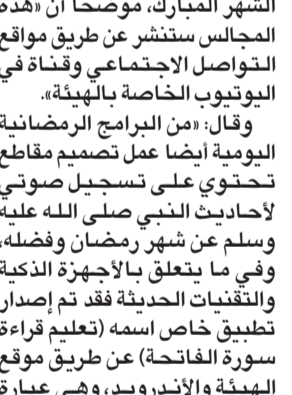 الشهر المبارك، موضحا أن «هذه
المجالس ستنشر عن طريق مواقع
التواصل الاجتماعي وقناة في
اليوتيوب الخاصة بالهيئة».
وقال: «من البرامج الرمضانية
اليومية أيضا عمل تصميم مقاطع
تحتوي على تسجيل صوتي
لأحاديث النبي صلى الله عليه
وسلم عن شهر رمضان وفضله،
وفي ما يتعلق بالأجهزة الذكية
والتقنيات الحديثة فقد تم إصدار
تطبيق خاص اسمه (تعليم قراءة
سورة الفاتحة) عن طريق موقع
الهيئة والأندرويد، وهي عبارة